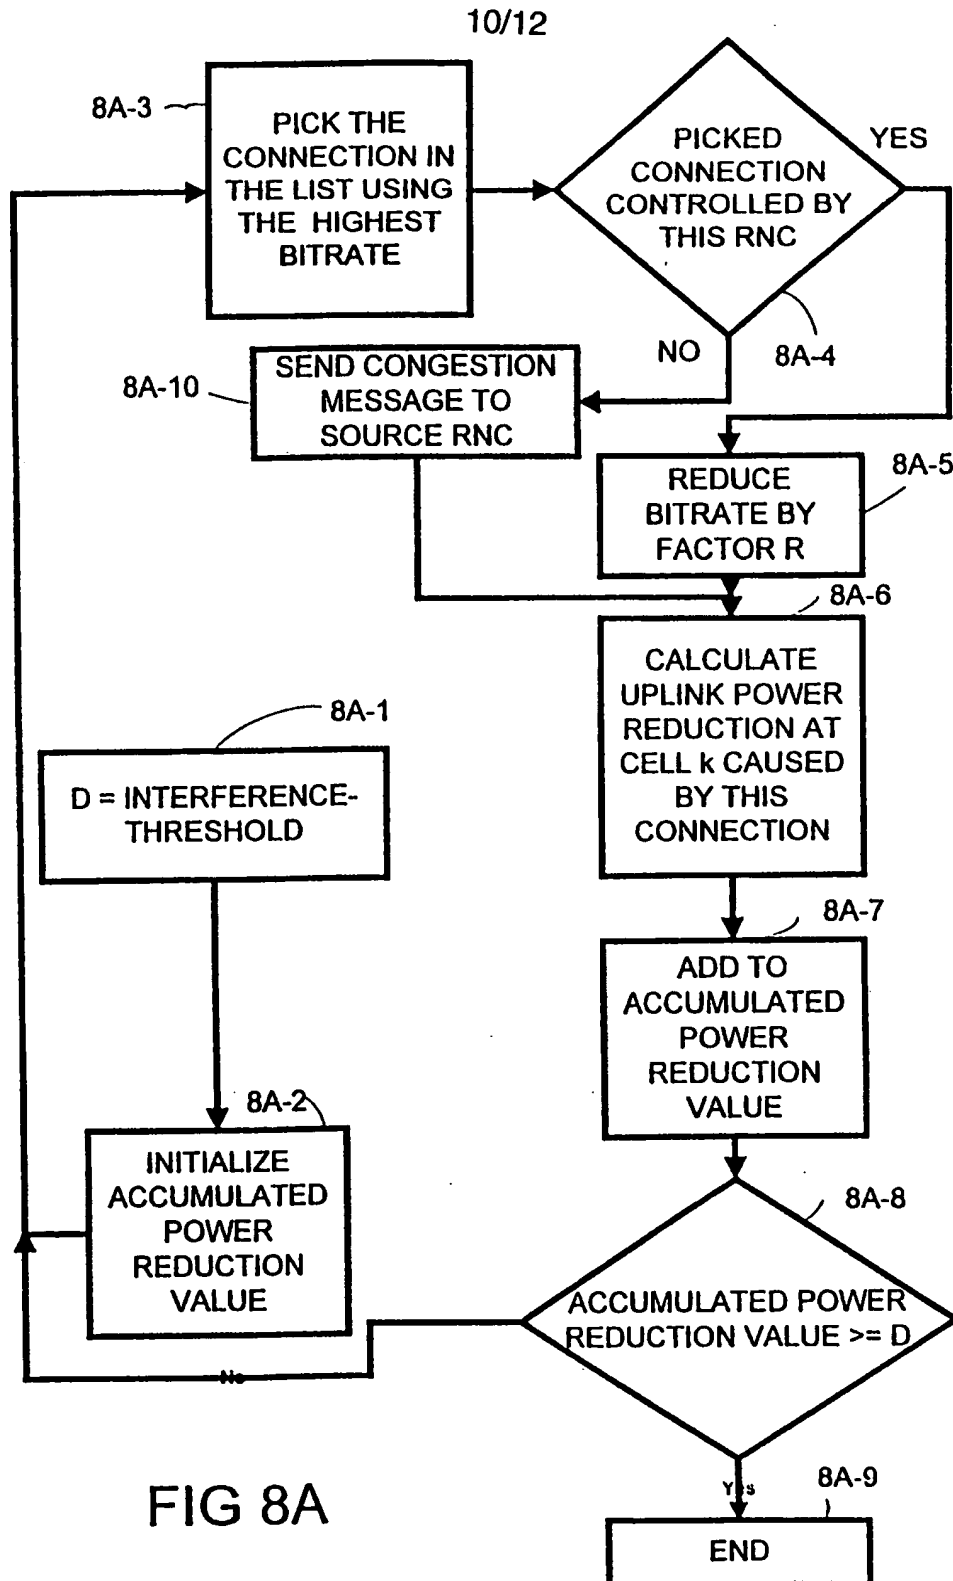 10/12
8A-3
PICK THE
CONNECTION IN
THE LIST USING
THE HIGHEST
BITRATE
PICKED
CONNECTION
CONTROLLED BY
THIS RNC
YES
NO
8A-4
8A-10
SEND CONGESTION
MESSAGE TO
SOURCE RNC
8A-5
REDUCE
BITRATE BY
FACTOR R
8A-6
CALCULATE
UPLINK POWER
REDUCTION AT
CELL k CAUSED
BY THIS
CONNECTION
8A-1
D = INTERFERENCE-
THRESHOLD
8A-7
ADD TO
ACCUMULATED
POWER
REDUCTION
VALUE
8A-2
INITIALIZE
ACCUMULATED
POWER
REDUCTION
VALUE
8A-8
ACCUMULATED POWER
REDUCTION VALUE >= D
No
Yes
8A-9
END
FIG 8A